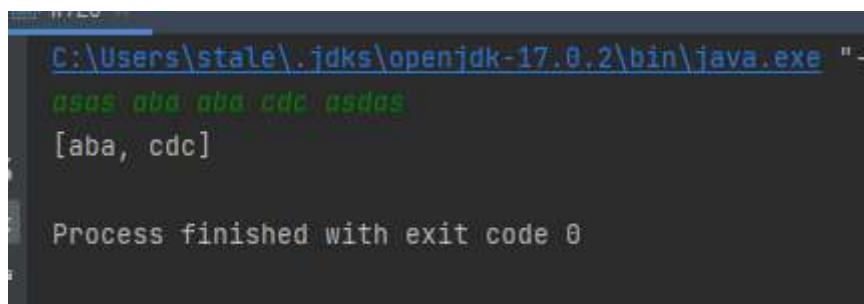 C:\Users\stale\.jdks\openjdk-17.0.2\bin\java.exe "-
asas aba aba cdc asdas
[aba, cdc]
Process finished with exit code 0